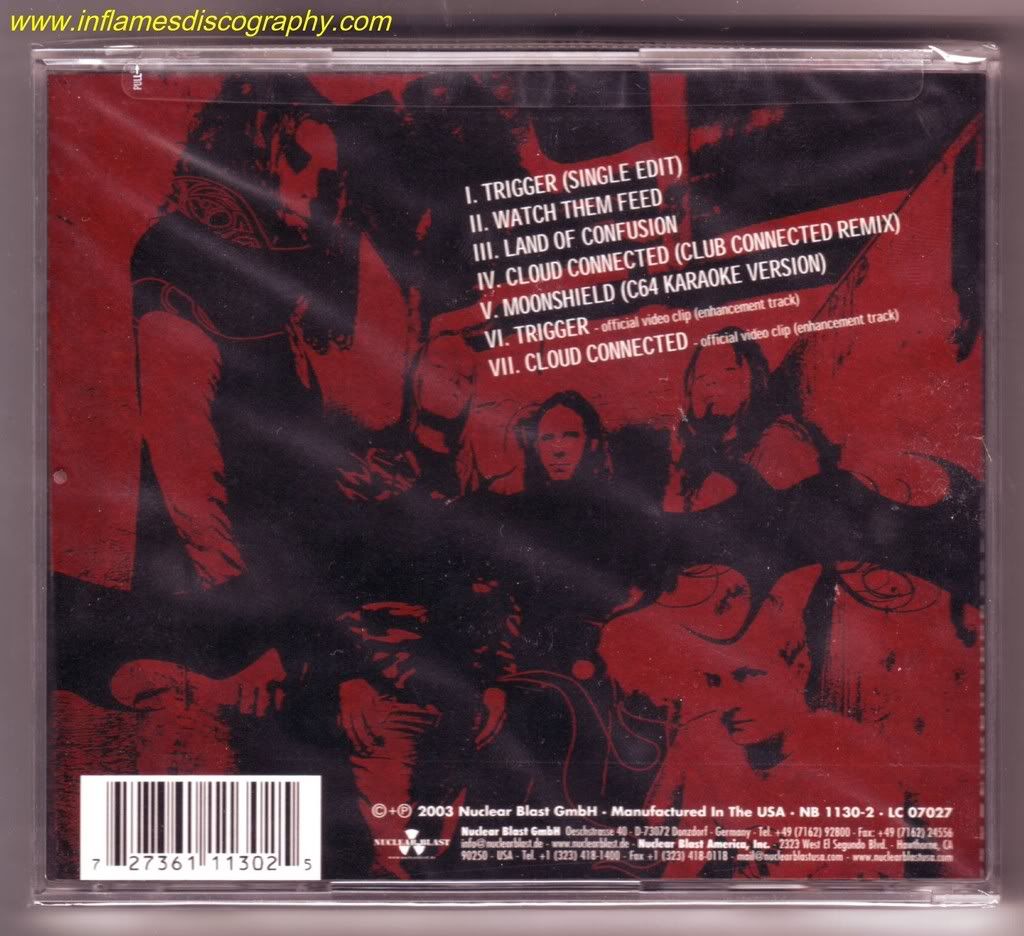 www.inflamesdiscography.com
PULL
I. TRIGGER (SINGLE EDIT)
II. WATCH THEM FEED
III. LAND OF CONFUSION
IV. CLOUD CONNECTED (CLUB CONNECTED REMIX)
V. MOONSHIELD (C64 KARAOKE VERSION)
VI. TRIGGER - official video clip (enhancement track)
VII. CLOUD CONNECTED - official video clip (enhancement track)
©+℗ 2003 Nuclear Blast GmbH · Manufactured In The USA · NB 1130-2 · LC 07027
NUCLEAR BLAST
Nuclear Blast GmbH Oeschstrasse 40 · D-73072 Donzdorf · Germany · Tel. +49 (7162) 92800 · Fax: +49 (7162) 24556
info@nuclearblast.de · www.nuclearblast.de · Nuclear Blast America, Inc. · 2323 West El Segundo Blvd. · Hawthorne, CA
90250 · USA · Tel. +1 (323) 418-1400 · Fax +1 (323) 418-0118 · mail@nuclearblastusa.com · www.nuclearblastusa.com
7 27361 11302 5